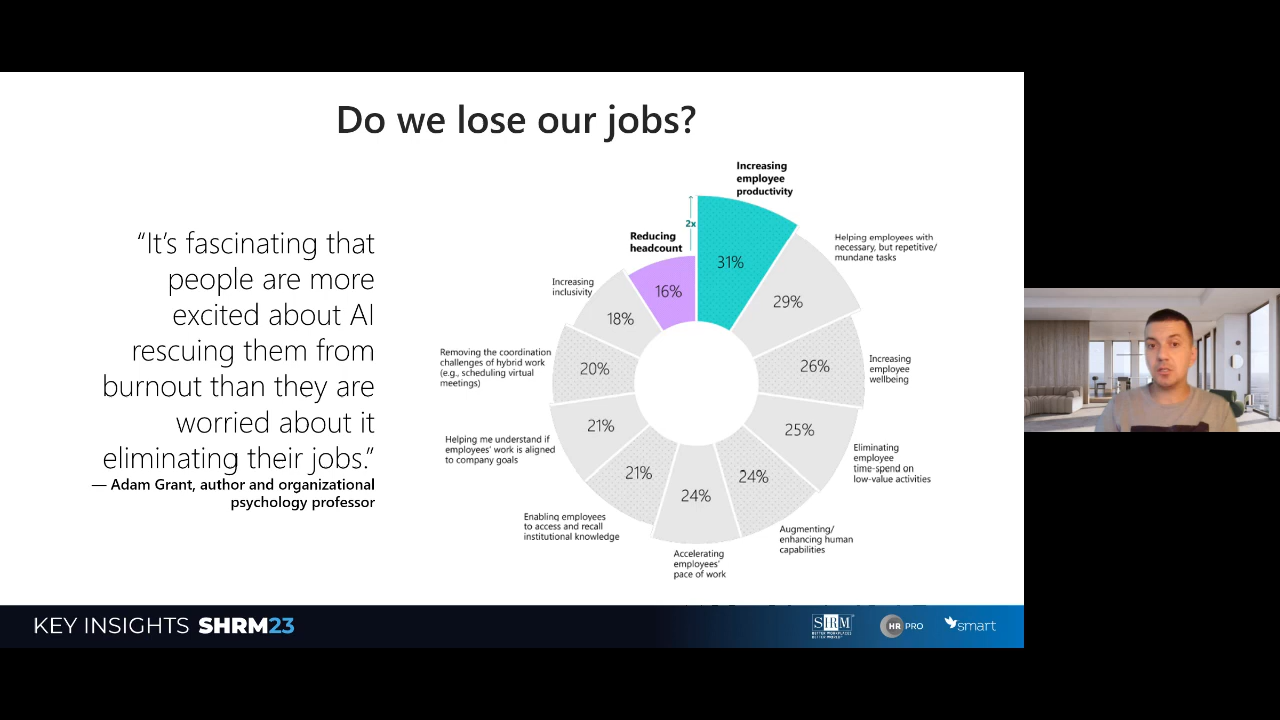 Do we lose our jobs?
“It’s fascinating that
people are more
excited about AI
rescuing them from
burnout than they are
worried about it
eliminating their jobs.”
— Adam Grant, author and organizational
psychology professor
Increasing
employee
productivity
2x
31%
Helping employees with
necessary, but repetitive/
mundane tasks
29%
Increasing
employee
wellbeing
26%
Eliminating
employee
time-spend on
low-value activities
25%
Augmenting/
enhancing human
capabilities
24%
Accelerating
employees’
pace of work
24%
Enabling employees
to access and recall
institutional knowledge
21%
Helping me understand if
employees’ work is aligned
to company goals
21%
Removing the coordination
challenges of hybrid work
(e.g., scheduling virtual
meetings)
20%
Increasing
inclusivity
18%
Reducing
headcount
16%
KEY INSIGHTS SHRM23
SHRM
BETTER WORKPLACES
BETTER WORLD
HR PRO
smart